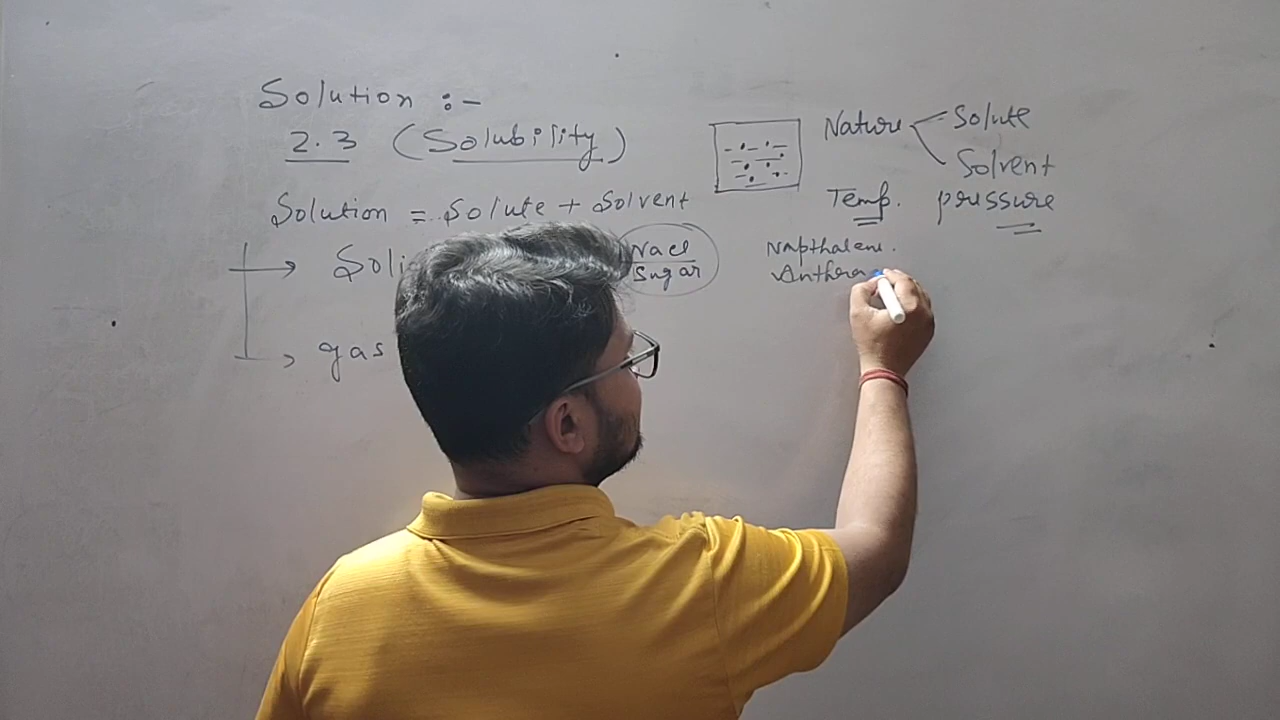 Solution :-
2.3 (Solubility)
Solution = Solute + Solvent
Soli
NaCl
Sugar
gas
Nature
Solute
Solvent
Temp. pressure
Napthalene.
Anthra